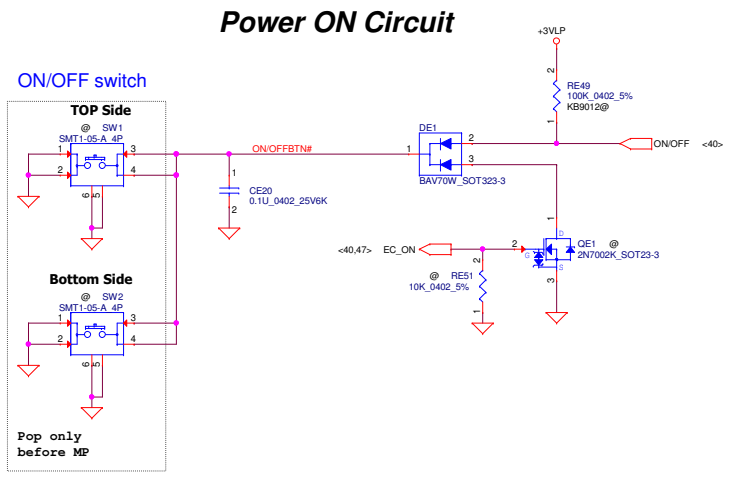 Power ON Circuit
+3VLP
ON/OFF switch
2
RE49
100K_0402_5%
KB9012@
1
TOP Side
@ SW1
SMT1-05-A_4P
1
3
2
4
6
5
ON/OFFBTN#
1
CE20
0.1U_0402_25V6K
2
DE1
1
2
3
BAV70W_SOT323-3
ON/OFF <40>
<40,47> EC_ON
2
1
D
G
S
3
QE1 @
2N7002K_SOT23-3
2
@ RE51
10K_0402_5%
1
Bottom Side
@ SW2
SMT1-05-A_4P
1
3
2
4
6
5
Pop only
before MP